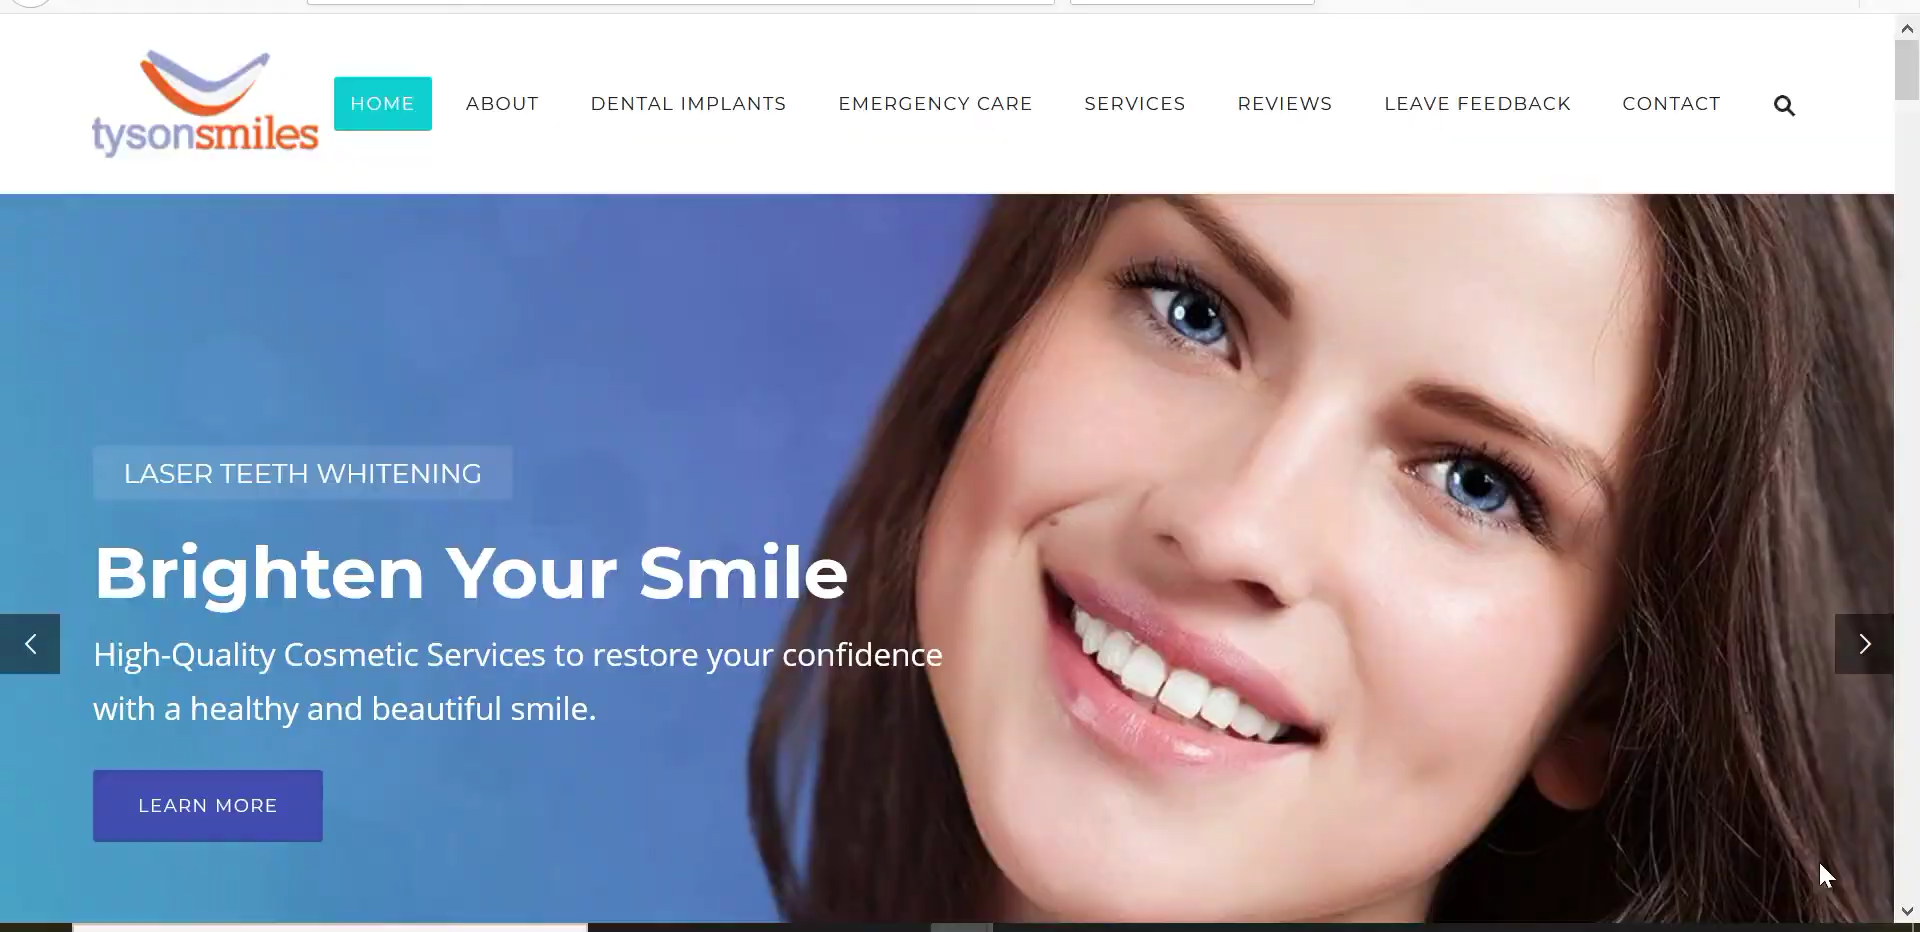 tysonsmiles
HOME ABOUT DENTAL IMPLANTS EMERGENCY CARE SERVICES REVIEWS LEAVE FEEDBACK CONTACT
LASER TEETH WHITENING
Brighten Your Smile
High-Quality Cosmetic Services to restore your confidence
with a healthy and beautiful smile.
LEARN MORE